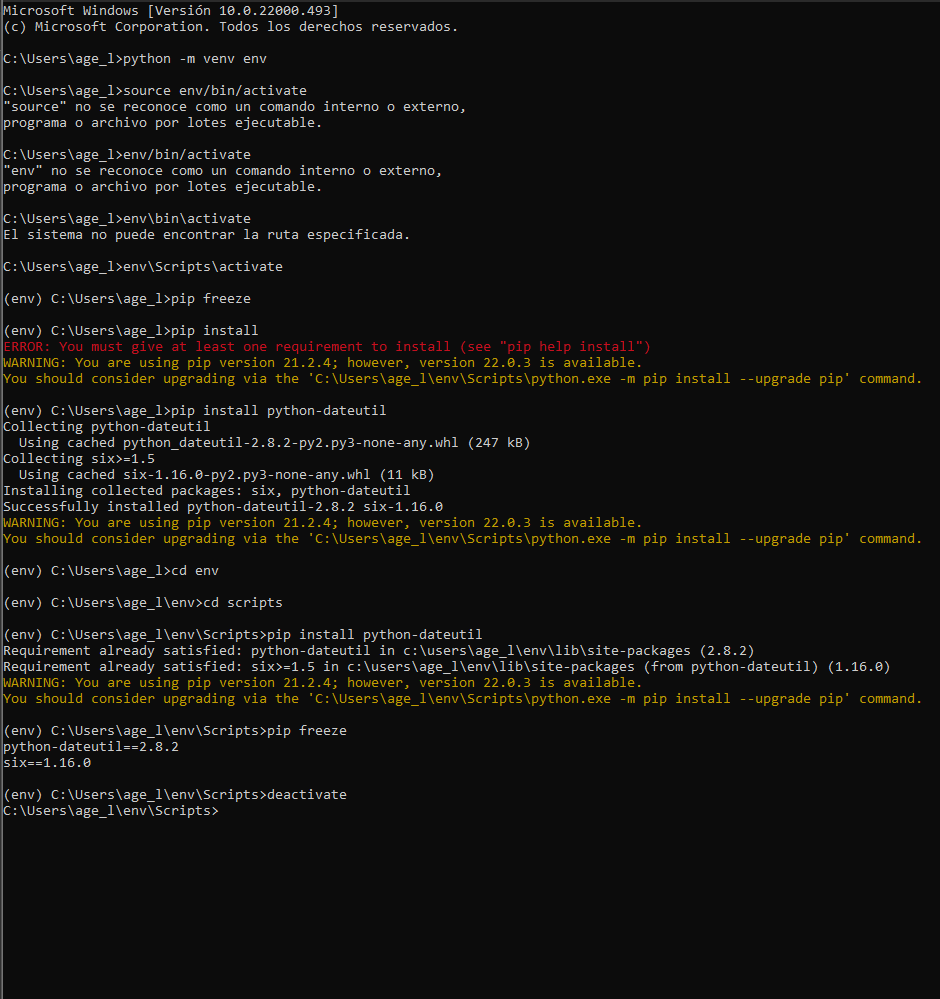 Microsoft Windows [Versión 10.0.22000.493]
(c) Microsoft Corporation. Todos los derechos reservados.
C:\Users\age_l>python -m venv env
C:\Users\age_l>source env/bin/activate
"source" no se reconoce como un comando interno o externo,
programa o archivo por lotes ejecutable.
C:\Users\age_l>env/bin/activate
"env" no se reconoce como un comando interno o externo,
programa o archivo por lotes ejecutable.
C:\Users\age_l>env\bin\activate
El sistema no puede encontrar la ruta especificada.
C:\Users\age_l>env\Scripts\activate
(env) C:\Users\age_l>pip freeze
(env) C:\Users\age_l>pip install
ERROR: You must give at least one requirement to install (see "pip help install")
WARNING: You are using pip version 21.2.4; however, version 22.0.3 is available.
You should consider upgrading via the 'C:\Users\age_l\env\Scripts\python.exe -m pip install --upgrade pip' command.
(env) C:\Users\age_l>pip install python-dateutil
Collecting python-dateutil
  Using cached python_dateutil-2.8.2-py2.py3-none-any.whl (247 kB)
Collecting six>=1.5
  Using cached six-1.16.0-py2.py3-none-any.whl (11 kB)
Installing collected packages: six, python-dateutil
Successfully installed python-dateutil-2.8.2 six-1.16.0
WARNING: You are using pip version 21.2.4; however, version 22.0.3 is available.
You should consider upgrading via the 'C:\Users\age_l\env\Scripts\python.exe -m pip install --upgrade pip' command.
(env) C:\Users\age_l>cd env
(env) C:\Users\age_l\env>cd scripts
(env) C:\Users\age_l\env\Scripts>pip install python-dateutil
Requirement already satisfied: python-dateutil in c:\users\age_l\env\lib\site-packages (2.8.2)
Requirement already satisfied: six>=1.5 in c:\users\age_l\env\lib\site-packages (from python-dateutil) (1.16.0)
WARNING: You are using pip version 21.2.4; however, version 22.0.3 is available.
You should consider upgrading via the 'C:\Users\age_l\env\Scripts\python.exe -m pip install --upgrade pip' command.
(env) C:\Users\age_l\env\Scripts>pip freeze
python-dateutil==2.8.2
six==1.16.0
(env) C:\Users\age_l\env\Scripts>deactivate
C:\Users\age_l\env\Scripts>